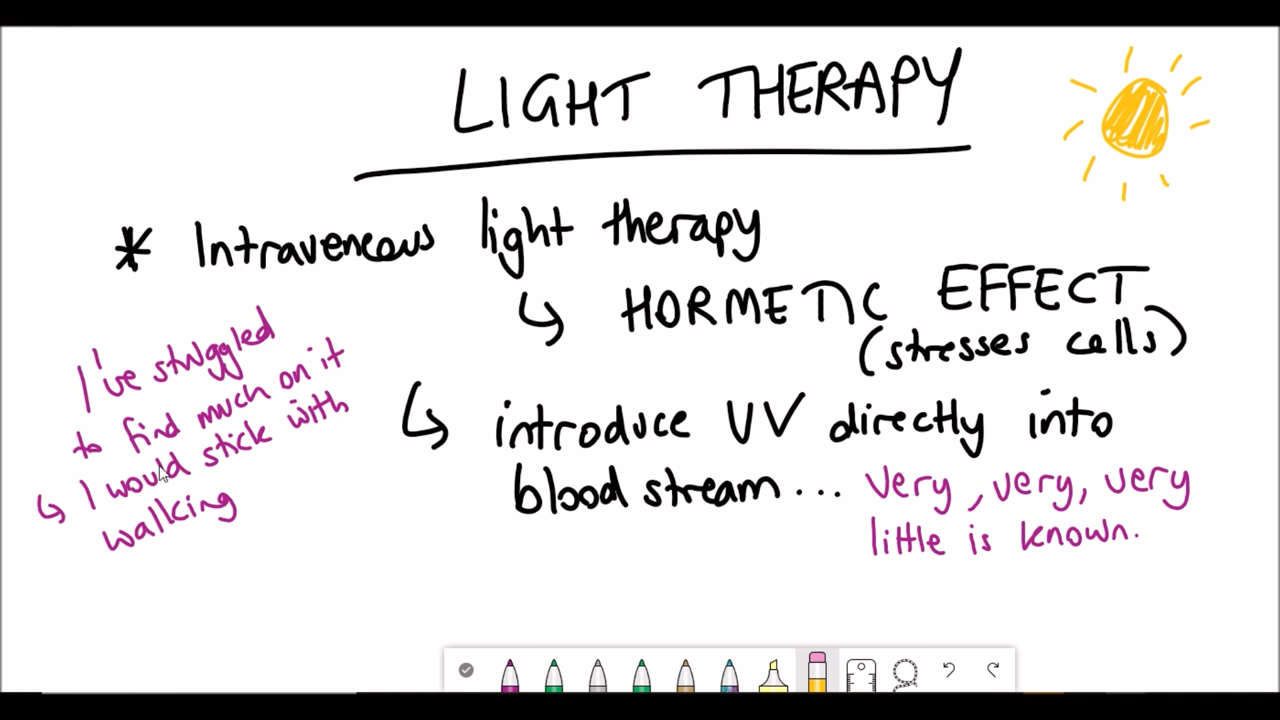 LIGHT THERAPY
* Intraveneous light therapy
↳ HORMETIC EFFECT
(stresses cells)
↳ introduce UV directly into
blood stream... very, very, very
little is known.
I've struggled
to find much on it
↳ I would stick with
walking